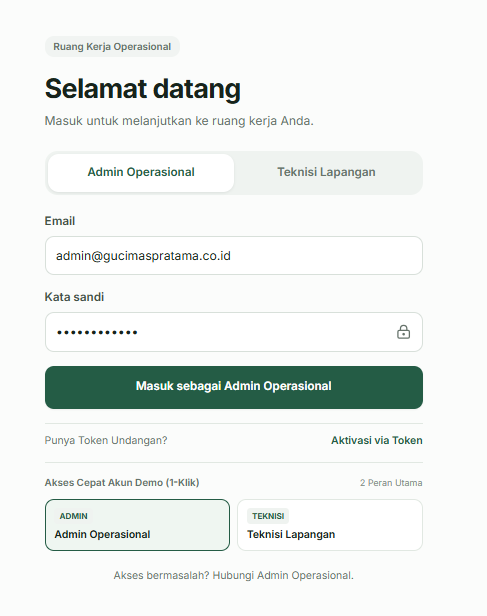 Ruang Kerja Operasional
Selamat datang
Masuk untuk melanjutkan ke ruang kerja Anda.
Admin Operasional
Teknisi Lapangan
Email
admin@gucimaspratama.co.id
Kata sandi
••••••••••••
Masuk sebagai Admin Operasional
Punya Token Undangan?
Aktivasi via Token
Akses Cepat Akun Demo (1-Klik)
2 Peran Utama
ADMIN
Admin Operasional
TEKNISI
Teknisi Lapangan
Akses bermasalah? Hubungi Admin Operasional.